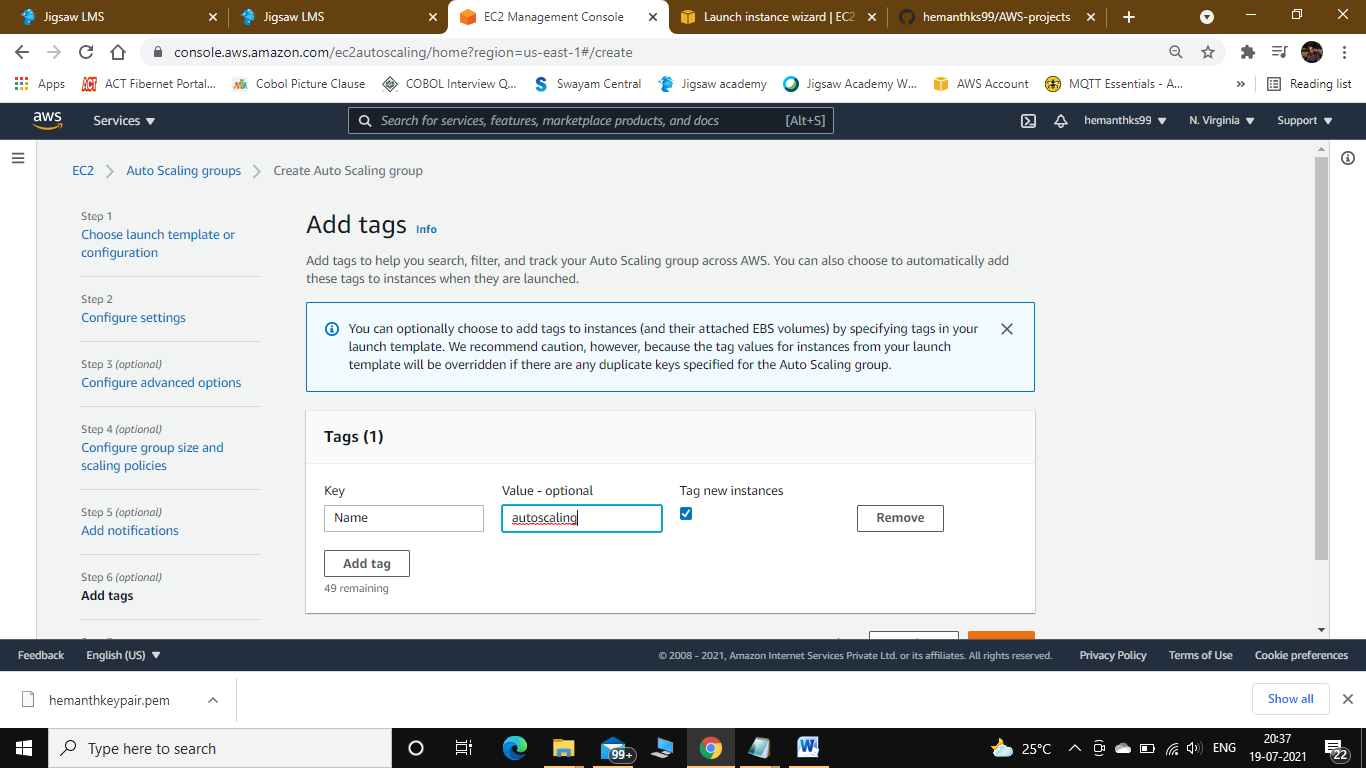 Jigsaw LMS
Jigsaw LMS
EC2 Management Console
Launch instance wizard | EC2
hemanthks99/AWS-projects
console.aws.amazon.com/ec2autoscaling/home?region=us-east-1#/create
Apps
ACT Fibernet Portal...
Cobol Picture Clause
COBOL Interview Q...
Swayam Central
Jigsaw academy
Jigsaw Academy W...
AWS Account
MQTT Essentials - A...
»
Reading list
aws
Services
Search for services, features, marketplace products, and docs
[Alt+S]
hemanthks99
N. Virginia
Support
EC2
Auto Scaling groups
Create Auto Scaling group
Step 1
Choose launch template or
configuration
Step 2
Configure settings
Step 3 (optional)
Configure advanced options
Step 4 (optional)
Configure group size and
scaling policies
Step 5 (optional)
Add notifications
Step 6 (optional)
Add tags
Add tags Info
Add tags to help you search, filter, and track your Auto Scaling group across AWS. You can also choose to automatically add
these tags to instances when they are launched.
You can optionally choose to add tags to instances (and their attached EBS volumes) by specifying tags in your
launch template. We recommend caution, however, because the tag values for instances from your launch
template will be overridden if there are any duplicate keys specified for the Auto Scaling group.
Tags (1)
Key
Value - optional
Tag new instances
Name
autoscaling
Remove
Add tag
49 remaining
Feedback
English (US)
© 2008 - 2021, Amazon Internet Services Private Ltd. or its affiliates. All rights reserved.
Privacy Policy
Terms of Use
Cookie preferences
hemanthkeypair.pem
Show all
Type here to search
99+
25°C
ENG
20:37
19-07-2021
22